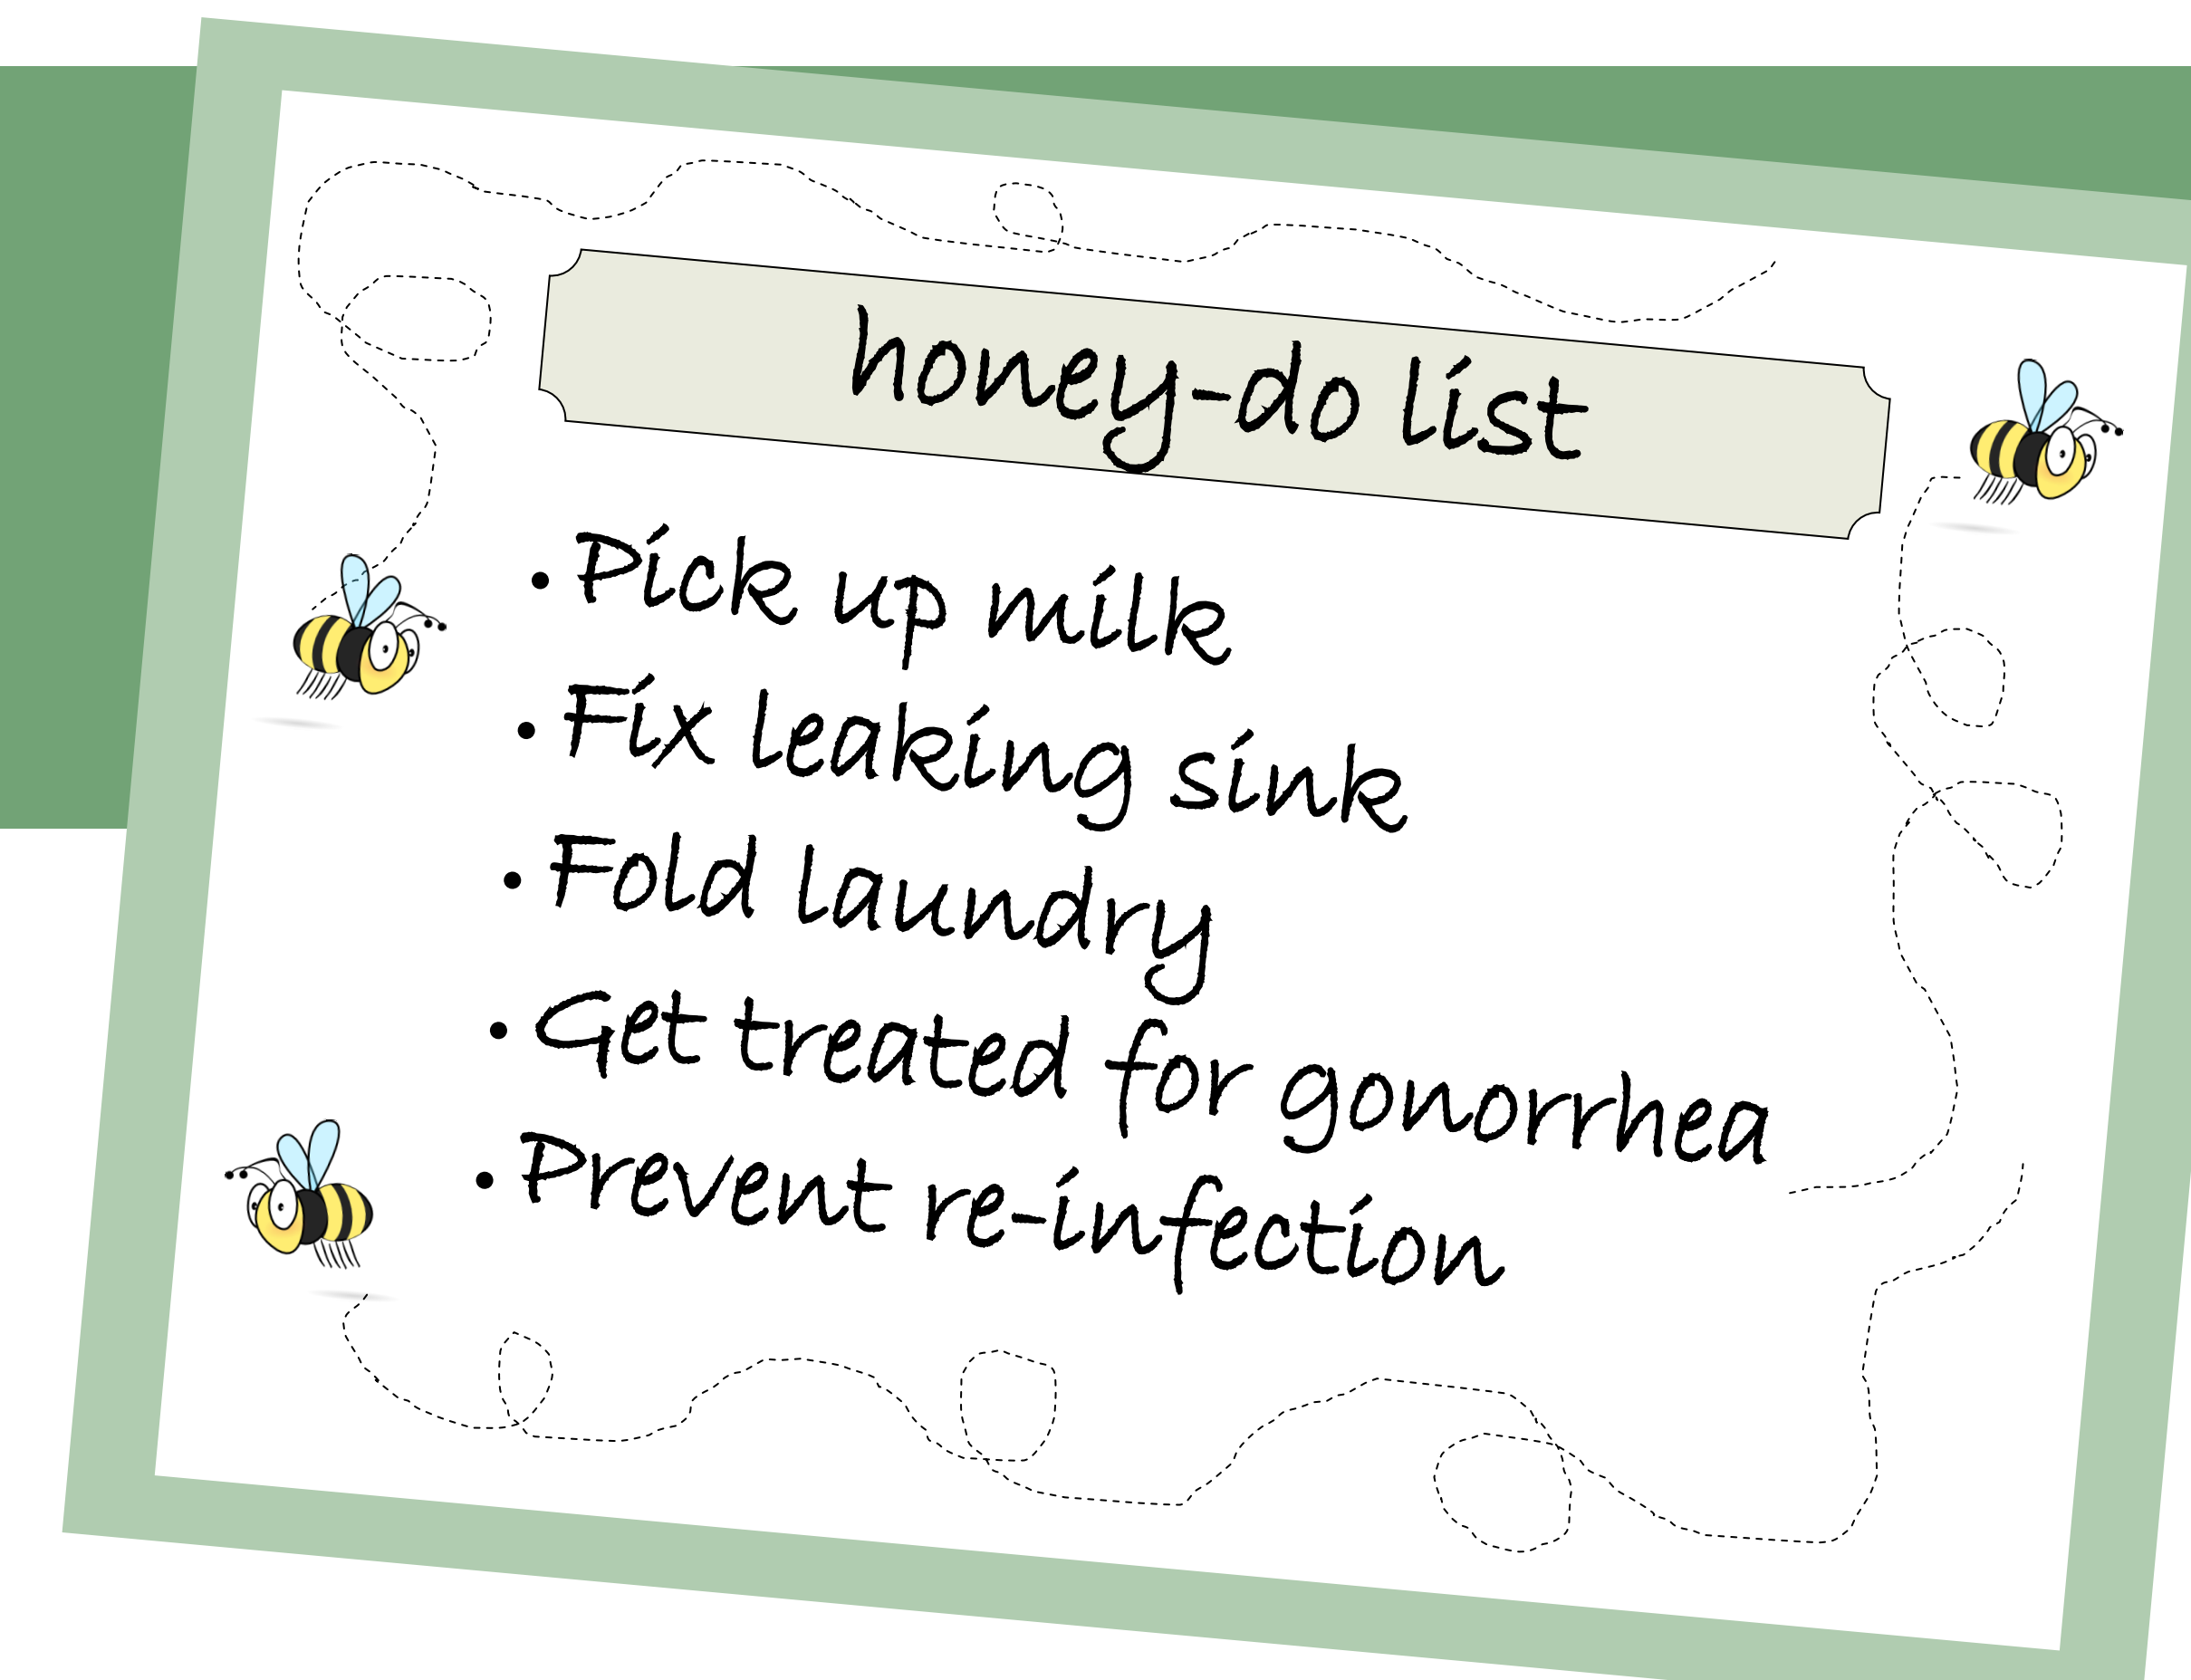 honey-do list
• Pick up milk
• Fix leaking sink
• Fold laundry
• Get treated for gonorrhea
• Prevent re-infection